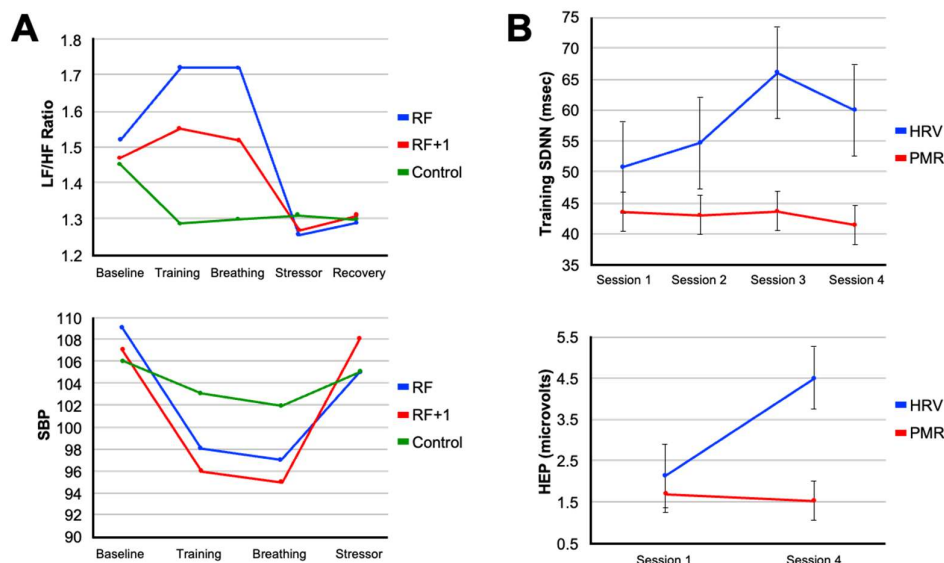 A
1.8
1.7
1.6
1.5
1.4
1.3
1.2
LF/HF Ratio
Baseline Training Breathing Stressor Recovery
RF
RF+1
Control
110
108
106
104
102
100
98
96
94
92
90
SBP
Baseline Training Breathing Stressor
RF
RF+1
Control
B
75
70
65
60
55
50
45
40
35
Training SDNN (msec)
Session 1 Session 2 Session 3 Session 4
HRV
PMR
5.5
4.5
3.5
2.5
1.5
0.5
HEP (microvolts)
Session 1 Session 4
HRV
PMR